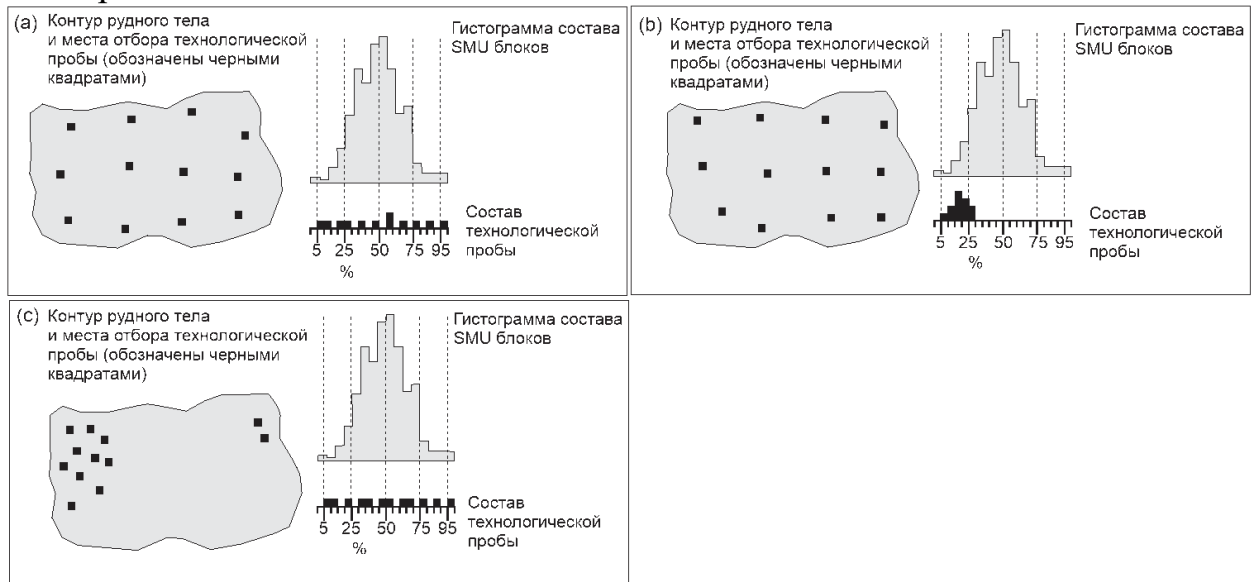 (a) Контур рудного тела
и места отбора технологической
пробы (обозначены черными
квадратами)
Гистограмма состава
SMU блоков
Состав
технологической
пробы
5 25 50 75 95
%
(b) Контур рудного тела
и места отбора технологической
пробы (обозначены черными
квадратами)
Гистограмма состава
SMU блоков
Состав
технологической
пробы
5 25 50 75 95
%
(c) Контур рудного тела
и места отбора технологической
пробы (обозначены черными
квадратами)
Гистограмма состава
SMU блоков
Состав
технологической
пробы
5 25 50 75 95
%